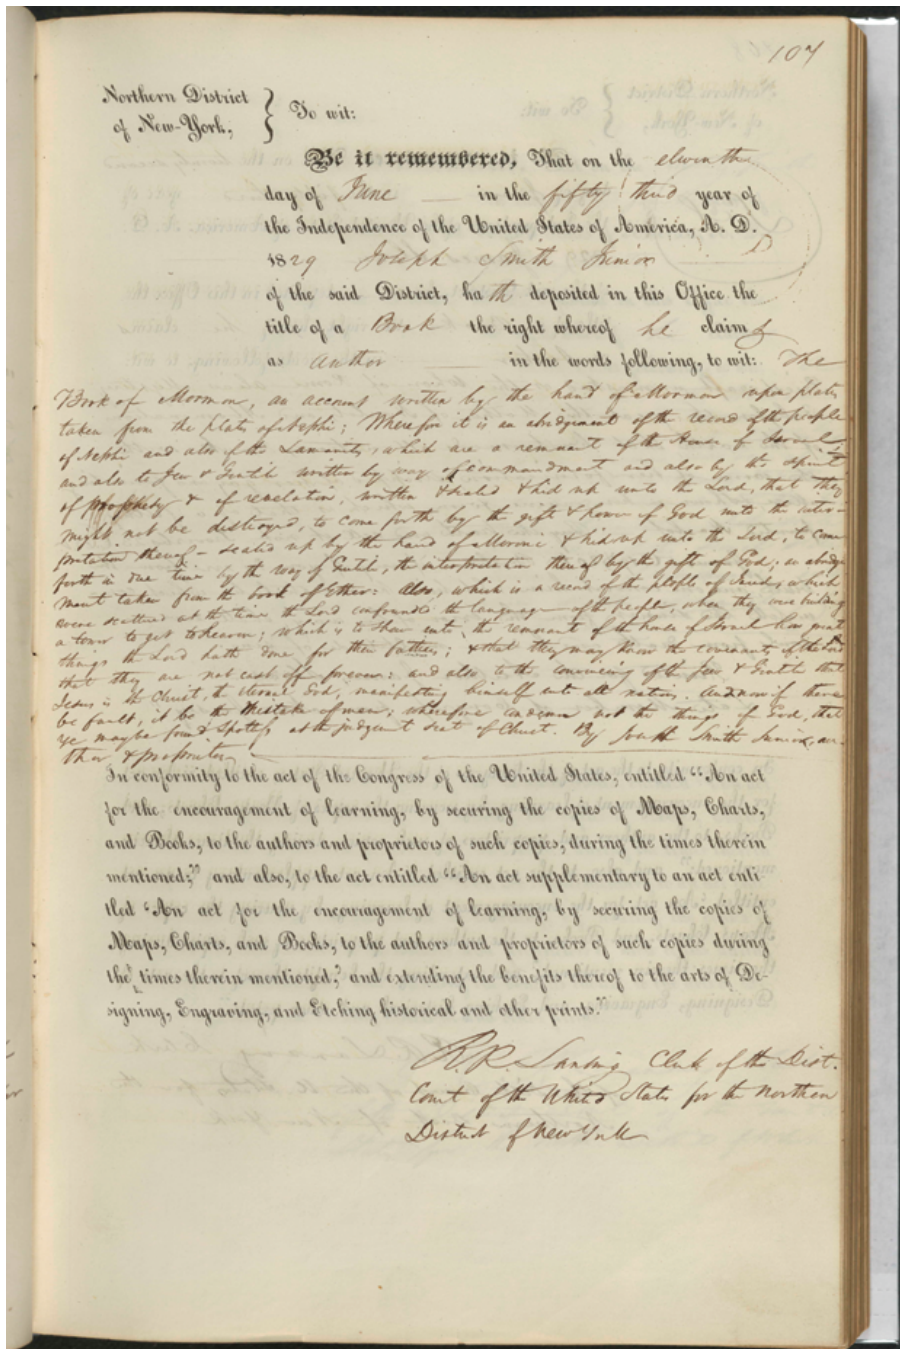 107
Northern District
of New-York,
To wit:
Be it remembered, That on the eleventh
day of June in the fifty third year of
the Independence of the United States of America, A. D.
1829 Joseph Smith Junior
of the said District, hath deposited in this Office the
title of a Book the right whereof he claims
as author in the words following, to wit: The
Book of Mormon, an account written by the hand of Mormon upon plates
taken from the plates of Nephi; Wherefore it is an abridgement of the record of the people
of Nephi and also of the Lamanites, which are a remnant of the House of Israel
and also to Jew & Gentile written by way of commandment and also by the spirit
of prophesy & of revelation, written & sealed & hid up unto the Lord, that they
might not be destroyed, to come forth by the gift & power of God unto the inter-
pretation thereof - sealed up by the hand of Moroni & hid up unto the Lord, to come
forth in due time by the way of Gentile, the interpretation thereof by the gift of God; an abridge
ment taken from the book of Ether: Also, which is a record of the people of Jared, which
were scattered at the time the Lord confounded the language of the people, when they were building
a tower to get to heaven; which is to shew unto the remnant of the house of Israel how great
things the Lord hath done for their fathers; & that they may know the covenants of the Lord
that they are not cast off forever: and also to the convincing of the Jew & Gentile that
Jesus is the Christ, the eternal God, manifesting himself unto all nations. And now if there
be fault, it be the mistake of men; wherefore condemn not the things of God, that
ye may be found spotless at the judgment seat of Christ. By Joseph Smith Junior, au-
thor & proprietor
In conformity to the act of the Congress of the United States, entitled “An act
for the encouragement of learning, by securing the copies of Maps, Charts,
and Books, to the authors and proprietors of such copies, during the times therein
mentioned;” and also, to the act entitled “An act supplementary to an act enti-
tled ‘An act for the encouragement of learning, by securing the copies of
Maps, Charts, and Books, to the authors and proprietors of such copies during
the times therein mentioned,’ and extending the benefits thereof to the arts of De-
signing, Engraving, and Etching historical and other prints.”
R.R. Lansing Clerk of the Dist.
Court of the United States for the Northern
District of New York